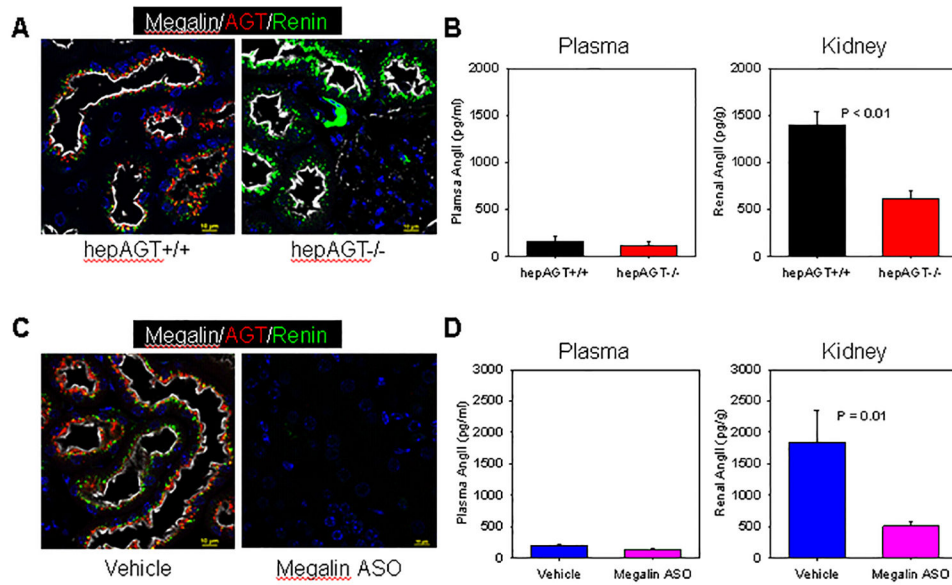 A
Megalin/AGT/Renin
hepAGT+/+
hepAGT-/-
B
Plasma
Plamsa AngII (pg/ml)
2000
1500
1000
500
0
hepAGT+/+
hepAGT-/-
Kidney
Renal AngII (pg/g)
2000
1500
1000
500
0
P < 0.01
hepAGT+/+
hepAGT-/-
C
Megalin/AGT/Renin
Vehicle
Megalin ASO
D
Plasma
Plasma AngII (pg/ml)
3000
2500
2000
1500
1000
500
0
Vehicle
Megalin ASO
Kidney
Renal AngII (pg/g)
3000
2500
2000
1500
1000
500
0
P = 0.01
Vehicle
Megalin ASO